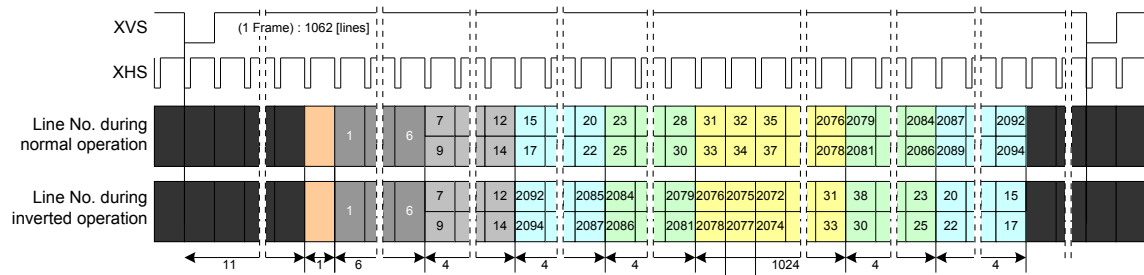 XVS
(1 Frame) : 1062 [lines]
XHS
Line No. during
normal operation
1 6 7 12 15 20 23 28 31 32 35 2076 2079 2084 2087 2092
9 14 17 22 25 30 33 34 37 2078 2081 2086 2089 2094
Line No. during
inverted operation
1 6 7 12 2092 2085 2084 2079 2076 2075 2072 31 38 23 20 15
9 14 2094 2087 2086 2081 2078 2077 2074 33 30 25 22 17
11 1 6 4 4 4 1024 4 4